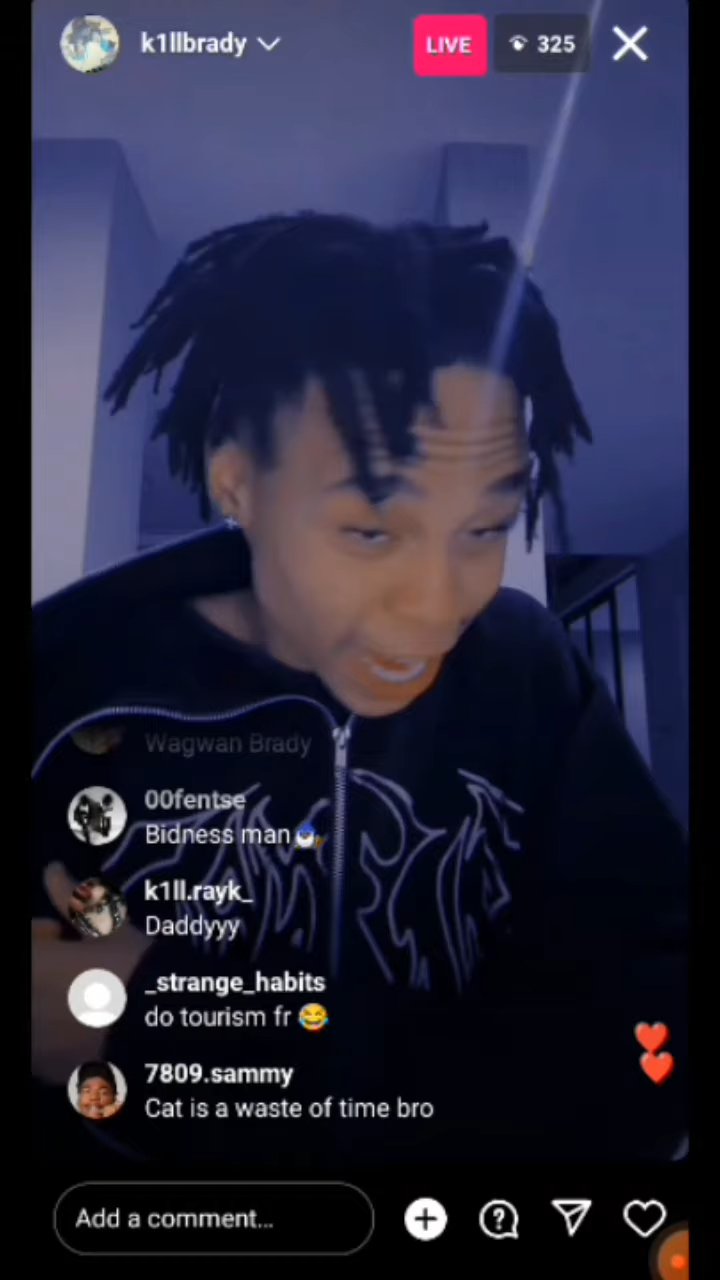 k1llbrady
LIVE
325
Wagwan Brady
00fentse
Bidness man
k1ll.rayk_
Daddyyy
_strange_habits
do tourism fr 😂
7809.sammy
Cat is a waste of time bro
Add a comment...